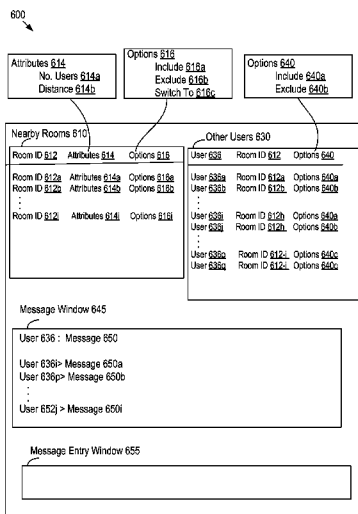 600
Attributes 614
No. Users 614a
Distance 614b
Options 616
Include 616a
Exclude 616b
Switch To 616c
Options 640
Include 640a
Exclude 640b
Nearby Rooms 610
Room ID 612 Attributes 614 Options 616
Room ID 612a Attributes 614a Options 616a
Room ID 612b Attributes 614b Options 616b
Room ID 612i Attributes 614i Options 616i
Other Users 630
User 636 Room ID 612 Options 640
User 636a Room ID 612a Options 640a
User 636b Room ID 612b Options 640b
User 636i Room ID 612h Options 640a
User 636j Room ID 612h Options 640b
User 636p Room ID 612-i Options 640c
User 636q Room ID 612-i Options 640c
Message Window 645
User 636 : Message 650
User 636i> Message 650a
User 636p> Message 650b
User 652j > Message 650i
Message Entry Window 655